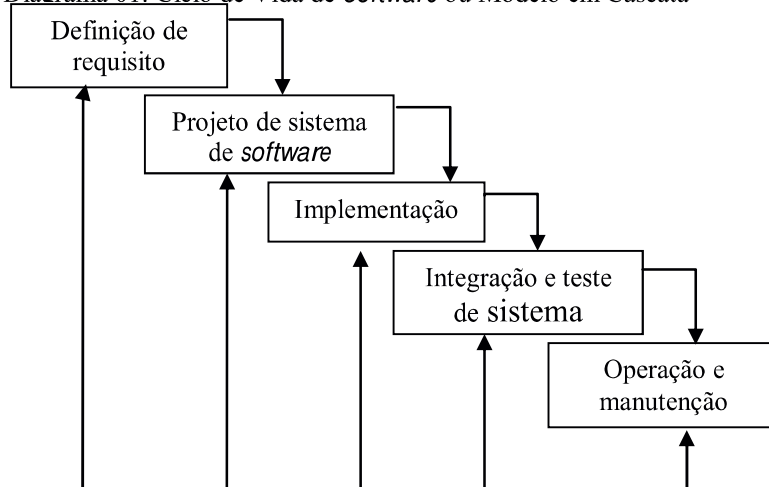 Diagrama 01: Ciclo de Vida de software ou Modelo em Cascata
Definição de
requisito
Projeto de sistema
de software
Implementação
Integração e teste
de sistema
Operação e
manutenção